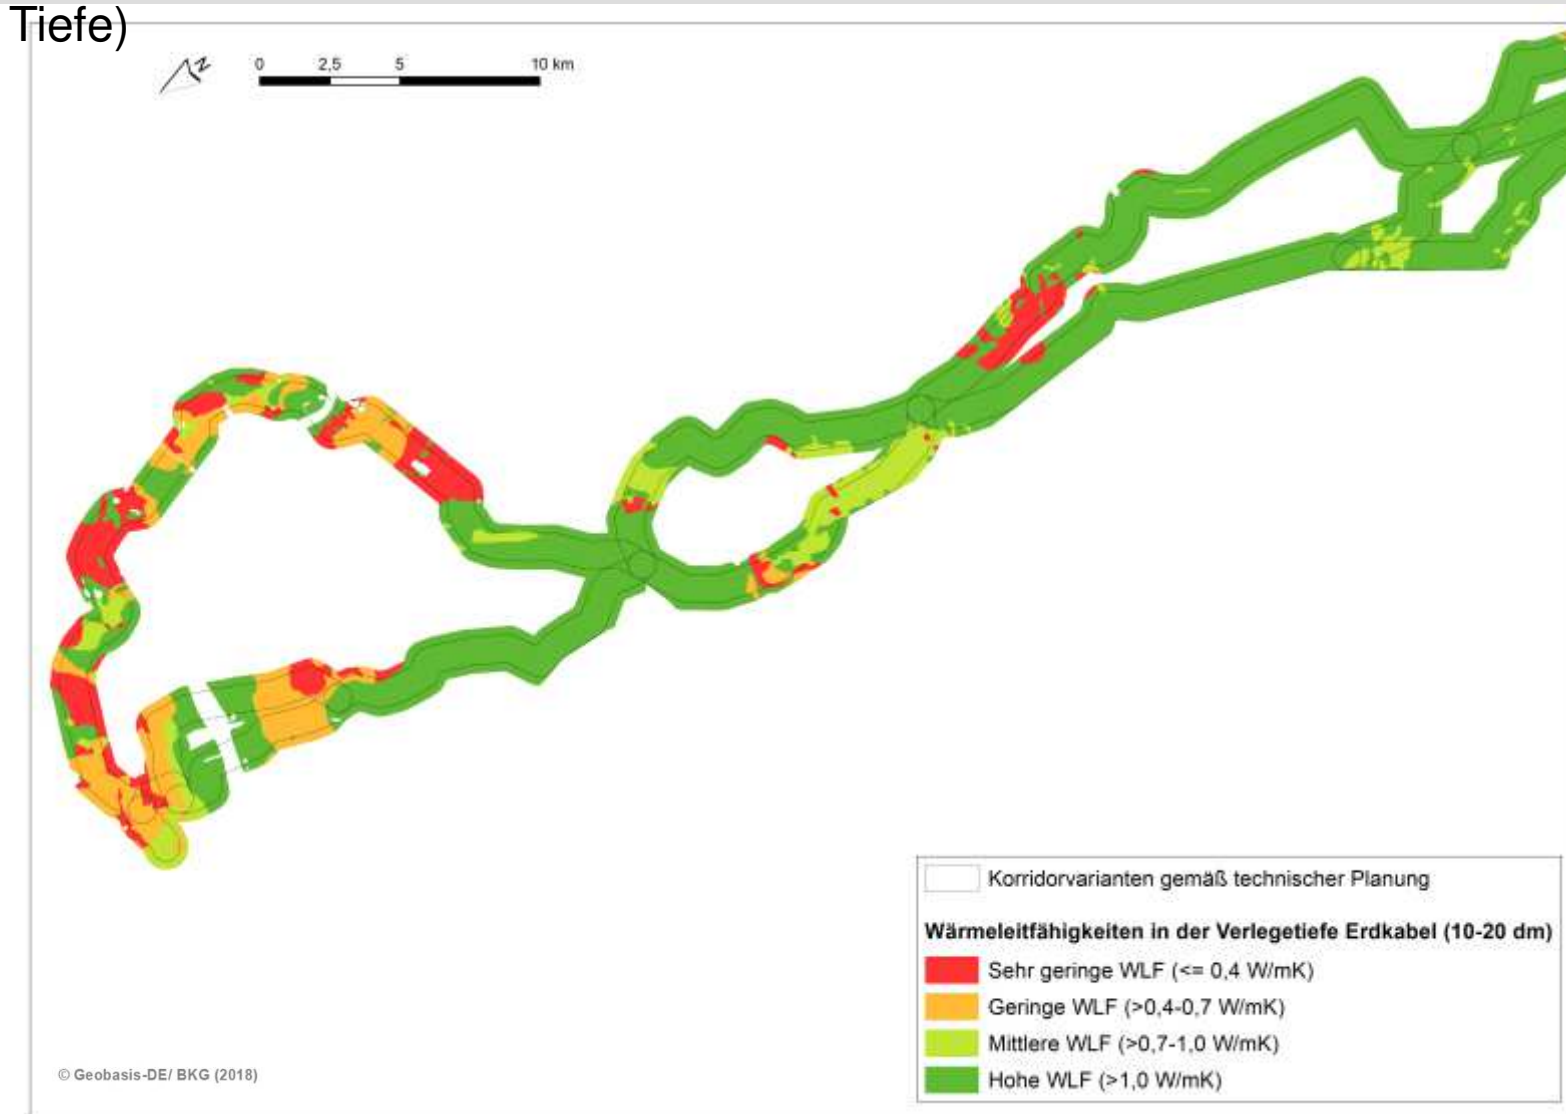 Tiefe)
N
0 2,5 5 10 km
Korridorvarianten gemäß technischer Planung
Wärmeleitfähigkeiten in der Verlegetiefe Erdkabel (10-20 dm)
Sehr geringe WLF (<= 0,4 W/mK)
Geringe WLF (>0,4-0,7 W/mK)
Mittlere WLF (>0,7-1,0 W/mK)
Hohe WLF (>1,0 W/mK)
© Geobasis-DE/ BKG (2018)